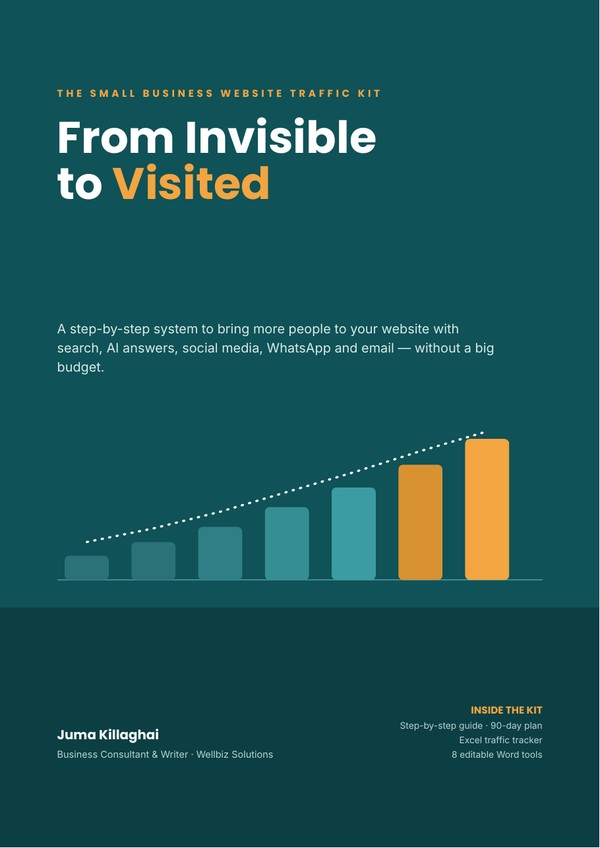 THE SMALL BUSINESS WEBSITE TRAFFIC KIT
From Invisible
to Visited
A step-by-step system to bring more people to your website with
search, AI answers, social media, WhatsApp and email — without a big
budget.
Juma Killaghai
Business Consultant & Writer · Wellbiz Solutions
INSIDE THE KIT
Step-by-step guide · 90-day plan
Excel traffic tracker
8 editable Word tools